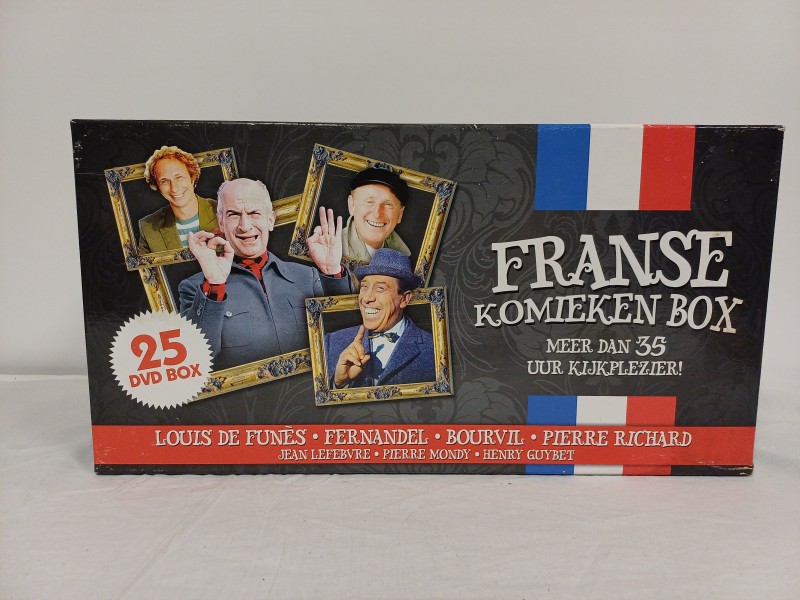 25
DVD BOX
FRANSE
KOMIEKEN BOX
MEER DAN 35
UUR KIJKPLEZIER!
LOUIS DE FUNÈS • FERNANDEL • BOURVIL • PIERRE RICHARD
JEAN LEFEBVRE • PIERRE MONDY • HENRY GUYBET